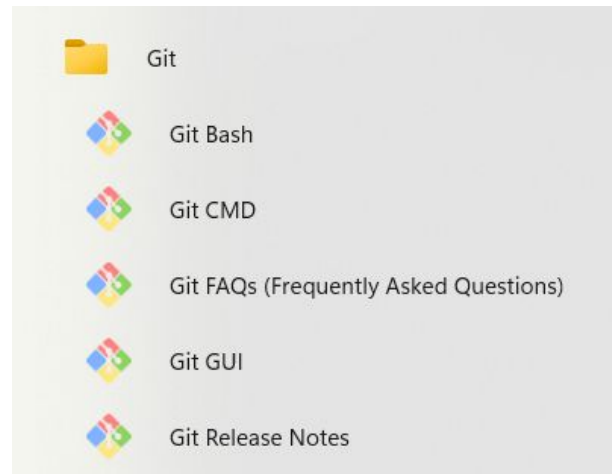 Git
Git Bash
Git CMD
Git FAQs (Frequently Asked Questions)
Git GUI
Git Release Notes